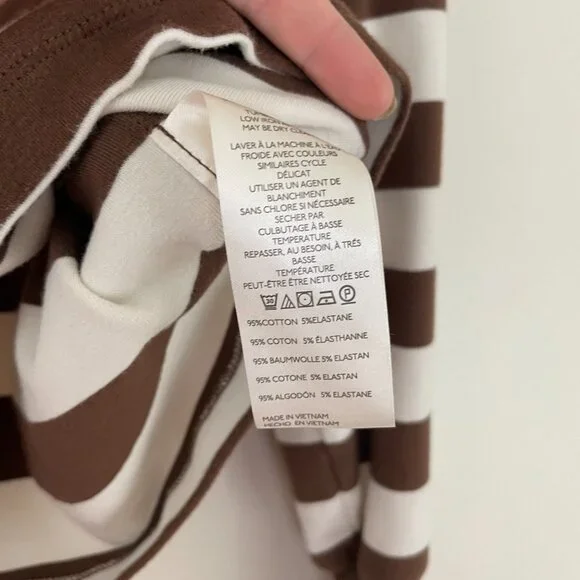 LOW IRON
MAY BE DRY CLEA
LAVER À LA MACHINE À L'EAU
FROIDE AVEC COULEURS
SIMILAIRES CYCLE
DÉLICAT
UTILISER UN AGENT DE
BLANCHIMENT
SANS CHLORE SI NÉCESSAIRE
SECHER PAR
CULBUTAGE À BASSE
TEMPERATURE
REPASSER, AU BESOIN, À TRÉS
BASSE
TEMPÉRATURE
PEUT-ÊTRE ÊTRE NETTOYÉE SEC
30 P
95%COTTON 5%ELASTANE
95% COTON 5% ÉLASTHANNE
95% BAUMWOLLE 5% ELASTAN
95% COTONE 5% ELASTAN
95% ALGODÓN 5% ELASTANE
MADE IN VIETNAM
HECHO EN VIETNAM